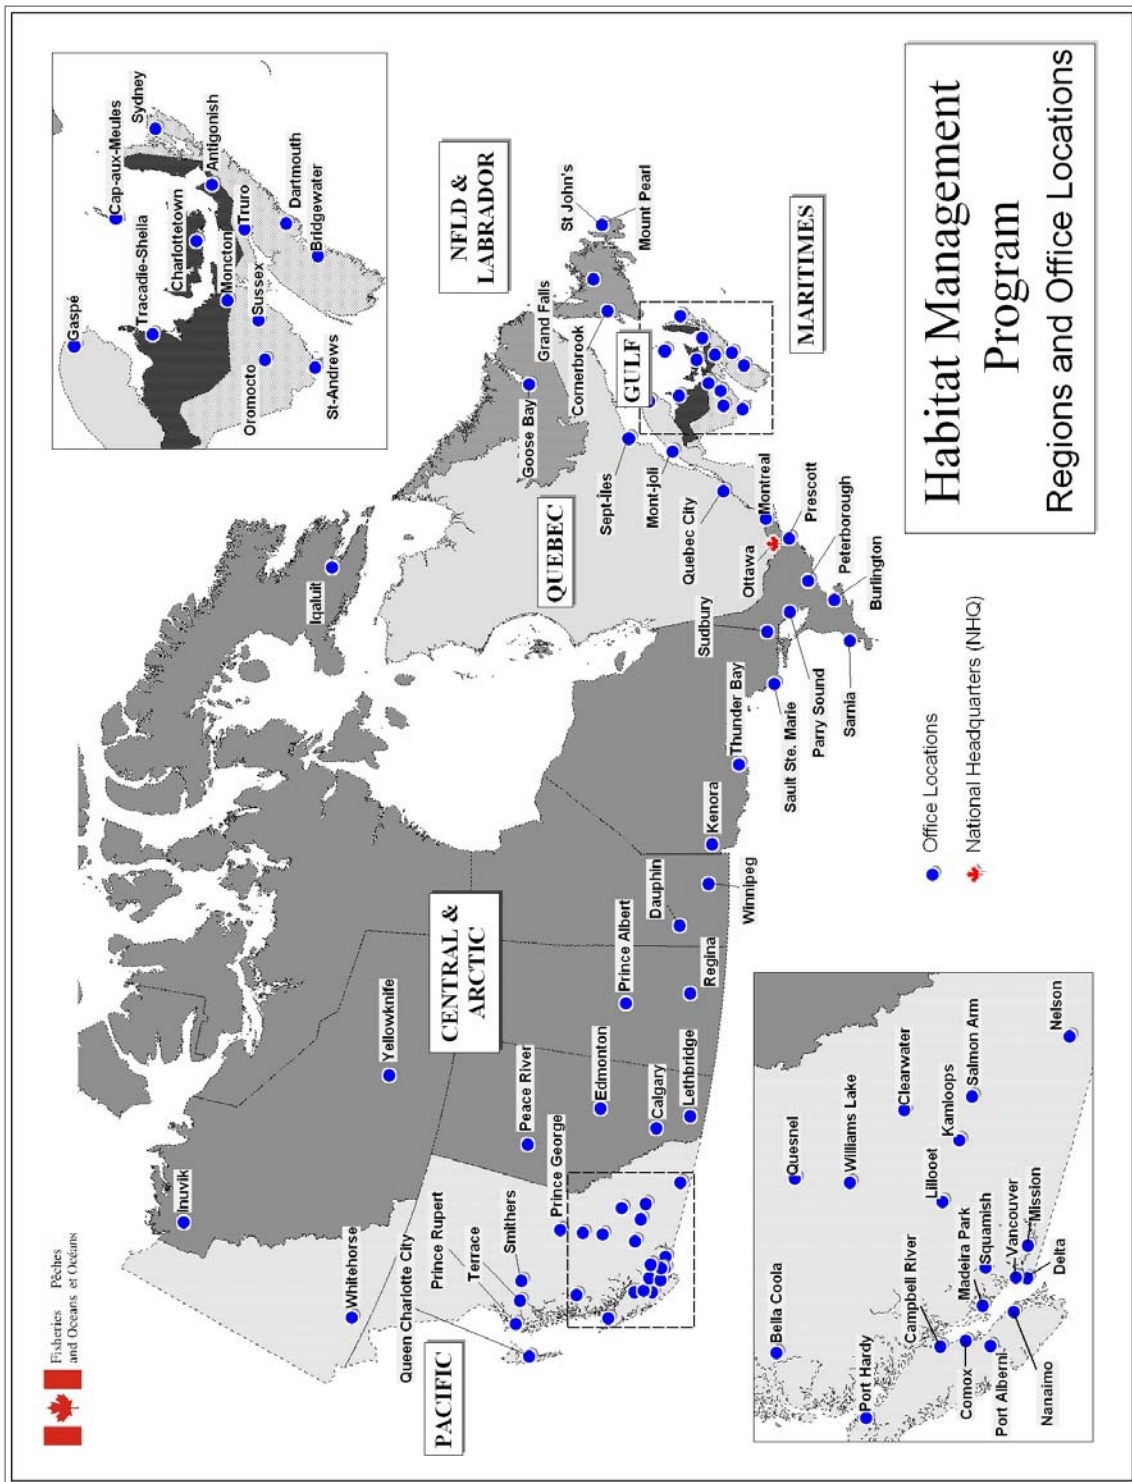 Fisheries
and Oceans
Pêches
et Océans
Gaspé
Cap-aux-Meules
Tracadie-Sheila
Sydney
Charlottetown
Antigonish
Moncton
Truro
Oromocto
Sussex
Dartmouth
St-Andrews
Bridgewater
Inuvik
Iqaluit
Whitehorse
Yellowknife
NFLD &
LABRADOR
PACIFIC
Queen Charlotte City
Prince Rupert
Terrace
Smithers
Prince George
Peace River
Edmonton
Calgary
Lethbridge
CENTRAL &
ARCTIC
Prince Albert
Regina
Dauphin
Winnipeg
Kenora
Thunder Bay
Sault Ste. Marie
Sudbury
Parry Sound
Sarnia
Ottawa
Burlington
Peterborough
Prescott
Montreal
Quebec City
QUEBEC
Mont-joli
Sept-Îles
Goose Bay
Grand Falls
Cornerbrook
St John's
Mount Pearl
GULF
MARITIMES
Bella Coola
Port Hardy
Quesnel
Williams Lake
Clearwater
Campbell River
Lillooet
Kamloops
Salmon Arm
Comox
Madeira Park
Squamish
Port Alberni
Vancouver
Mission
Nanaimo
Delta
Nelson
Office Locations
National Headquarters (NHQ)
Habitat Management
Program
Regions and Office Locations